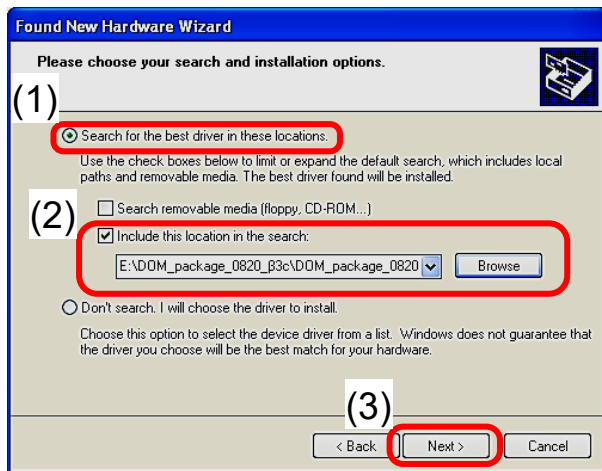 Found New Hardware Wizard
Please choose your search and installation options.
(1)
Search for the best driver in these locations.
Use the check boxes below to limit or expand the default search, which includes local
paths and removable media. The best driver found will be installed.
(2)
Search removable media (floppy, CD-ROM...)
Include this location in the search:
E:\DOM_package_0820_β3c\DOM_package_0820
Browse
Don't search. I will choose the driver to install.
Choose this option to select the device driver from a list. Windows does not guarantee that
the driver you choose will be the best match for your hardware.
(3)
< Back
Next >
Cancel